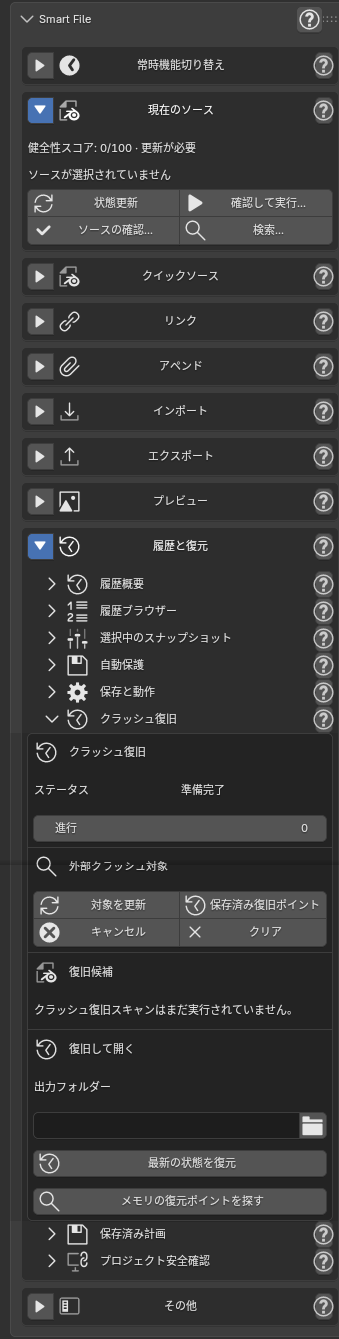 Smart File
常時機能切り替え
現在のソース
健全性スコア: 0/100 · 更新が必要
ソースが選択されていません
状態更新
確認して実行...
ソースの確認...
検索...
クイックソース
リンク
アペンド
インポート
エクスポート
プレビュー
履歴と復元
履歴概要
履歴ブラウザー
選択中のスナップショット
自動保護
保存と動作
クラッシュ復旧
クラッシュ復旧
ステータス 準備完了
進行 0
外部クラッシュ対象
対象を更新
保存済み復旧ポイント
キャンセル
クリア
復旧候補
クラッシュ復旧スキャンはまだ実行されていません。
復旧して開く
出力フォルダー
最新の状態を復元
メモリの復元ポイントを探す
保存済み計画
プロジェクト安全確認
その他